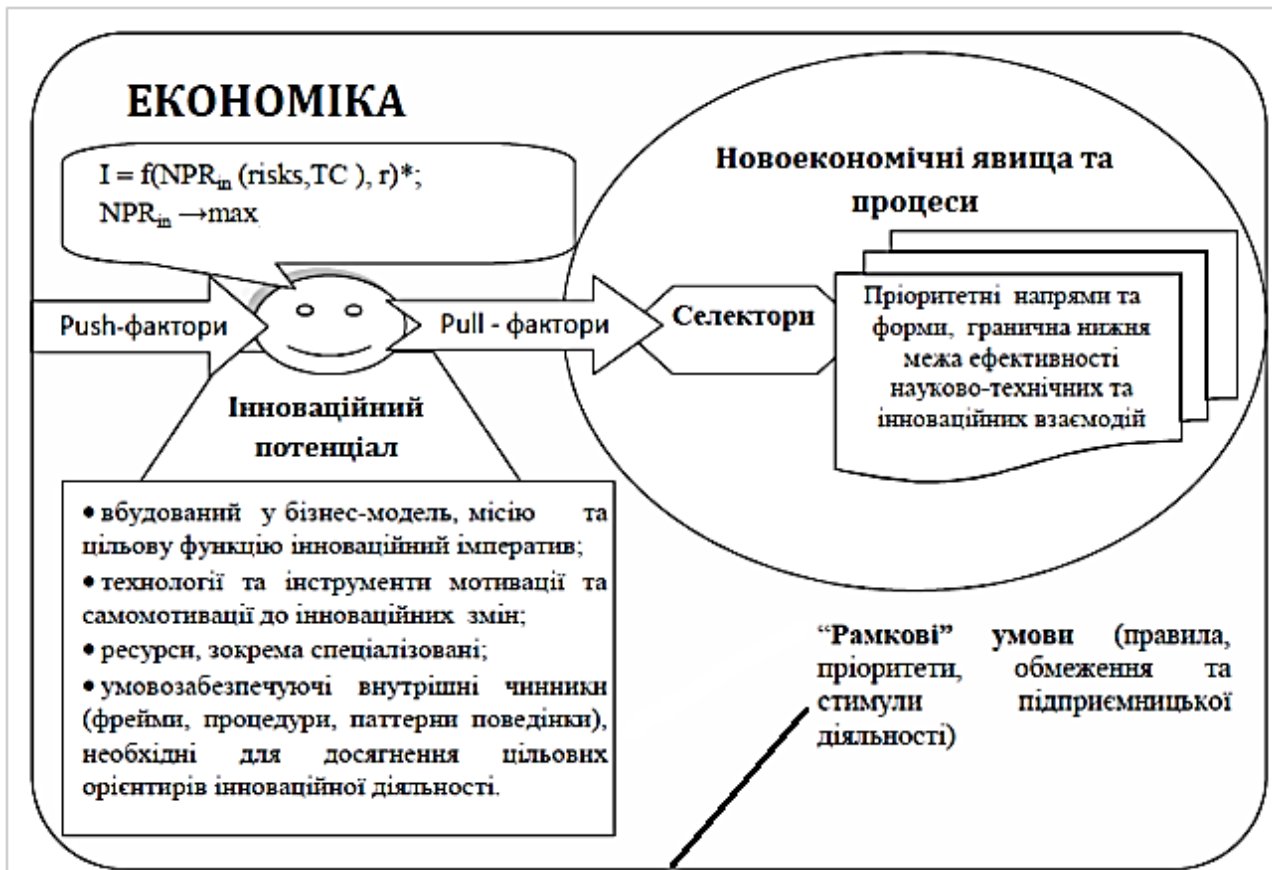 ЕКОНОМІКА
I = f(NPRin (risks,TC ), r)*;
NPRin →max
Новоекономічні явища та
процеси
Push-фактори
Pull - фактори
Селектори
Пріоритетні напрями та
форми, гранична нижня
межа ефективності
науково-технічних та
інноваційних взаємодій
Інноваційний
потенціал
• вбудований у бізнес-модель, місію та
цільову функцію інноваційний імператив;
• технології та інструменти мотивації та
самомотивації до інноваційних змін;
• ресурси, зокрема спеціалізовані;
• умовозабезпечуючі внутрішні чинники
(фрейми, процедури, паттерни поведінки),
необхідні для досягнення цільових
орієнтирів інноваційної діяльності.
“Рамкові” умови (правила,
пріоритети, обмеження та
стимули підприємницької
діяльності)